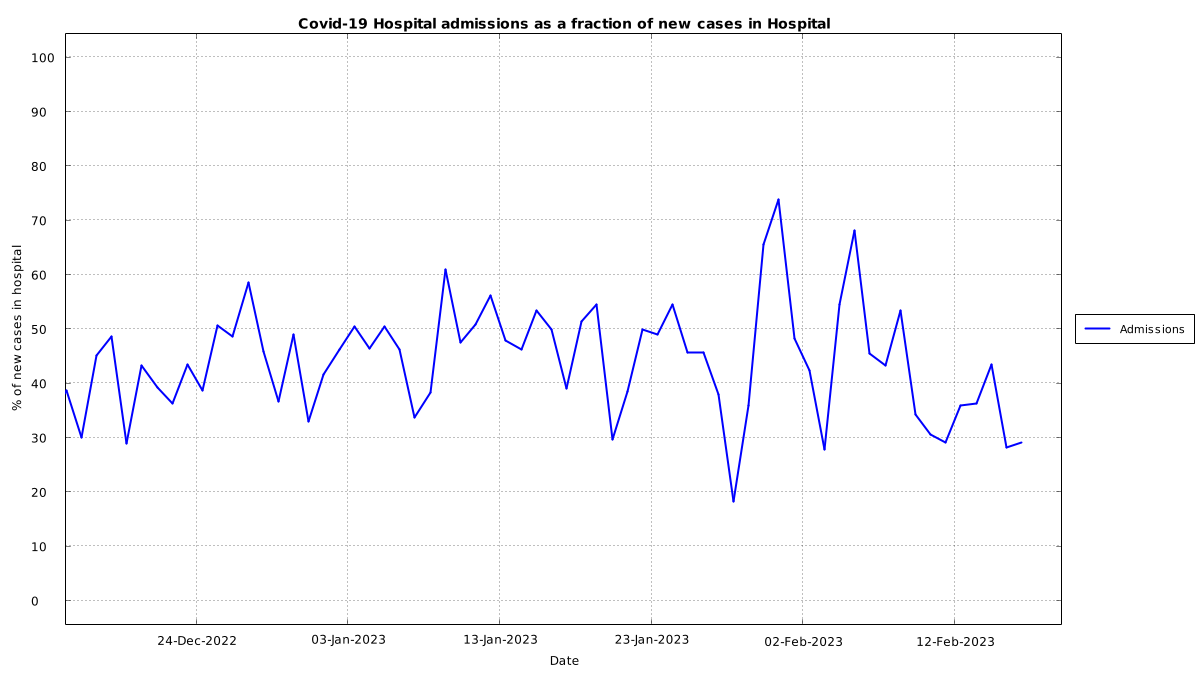 Covid-19 Hospital admissions as a fraction of new cases in Hospital
100
90
80
70
60
50
40
30
20
10
0
% of new cases in hospital
24-Dec-2022
03-Jan-2023
13-Jan-2023
23-Jan-2023
02-Feb-2023
12-Feb-2023
Date
Admissions